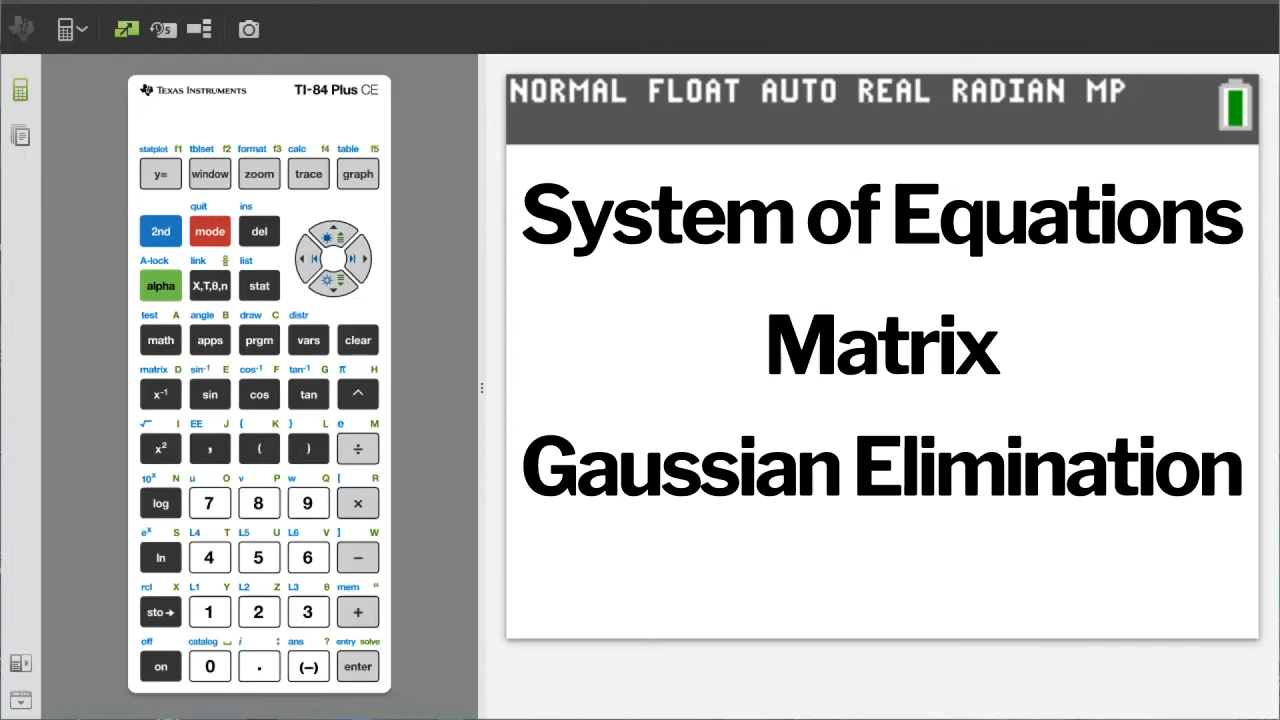 TEXAS INSTRUMENTS TI-84 Plus CE
statplot f1 tblset f2 format f3 calc f4 table f5
y= window zoom trace graph
quit ins
2nd mode del
A-lock link list
alpha X,T,θ,n stat
test A angle B draw C distr
math apps prgm vars clear
matrix D sin⁻¹ E cos⁻¹ F tan⁻¹ G π H
x⁻¹ sin cos tan ^
√ I EE J { K } L e M
x² , ( ) ÷
10ˣ N u O v P w Q [ R
log 7 8 9 ×
eˣ S L4 T L5 U L6 V ] W
ln 4 5 6 −
rcl X L1 Y L2 Z L3 θ mem “
sto→ 1 2 3 +
off catalog ⎵ i : ans ? entry solve
on 0 . (−) enter
NORMAL FLOAT AUTO REAL RADIAN MP
System of Equations
Matrix
Gaussian Elimination